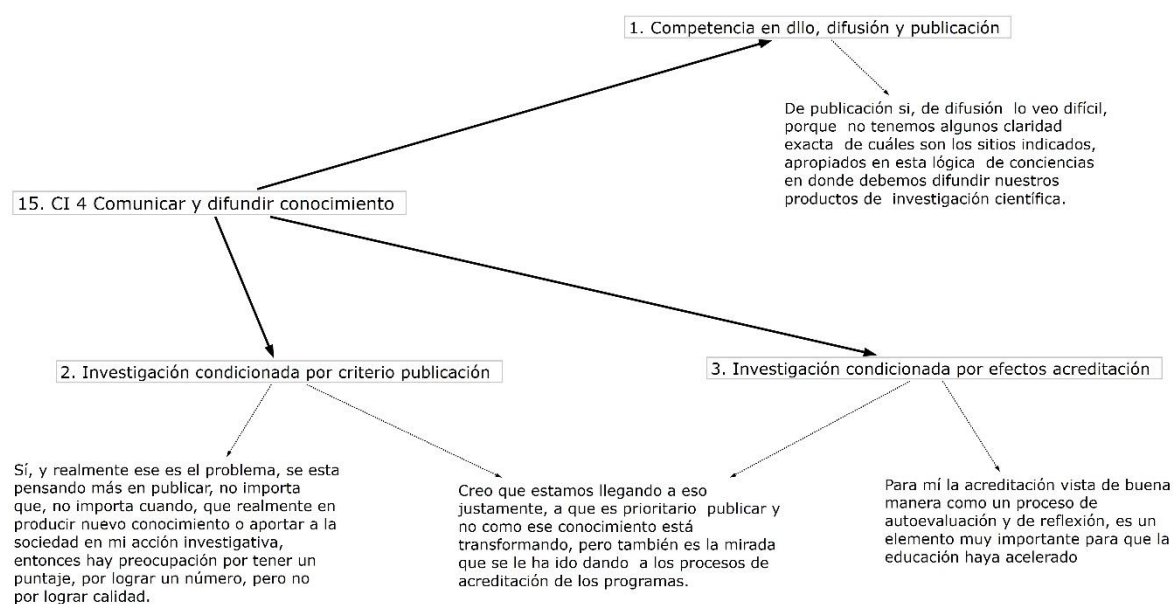 1. Competencia en dllo, difusión y publicación
De publicación si, de difusión lo veo difícil,
porque no tenemos algunos claridad
exacta de cuáles son los sitios indicados,
apropiados en esta lógica de conciencias
en donde debemos difundir nuestros
productos de investigación científica.
15. CI 4 Comunicar y difundir conocimiento
2. Investigación condicionada por criterio publicación
3. Investigación condicionada por efectos acreditación
Sí, y realmente ese es el problema, se esta
pensando más en publicar, no importa
que, no importa cuando, que realmente en
producir nuevo conocimiento o aportar a la
sociedad en mi acción investigativa,
entonces hay preocupación por tener un
puntaje, por lograr un número, pero no
por lograr calidad.
Creo que estamos llegando a eso
justamente, a que es prioritario publicar y
no como ese conocimiento está
transformando, pero también es la mirada
que se le ha ido dando a los procesos de
acreditación de los programas.
Para mí la acreditación vista de buena
manera como un proceso de
autoevaluación y de reflexión, es un
elemento muy importante para que la
educación haya acelerado